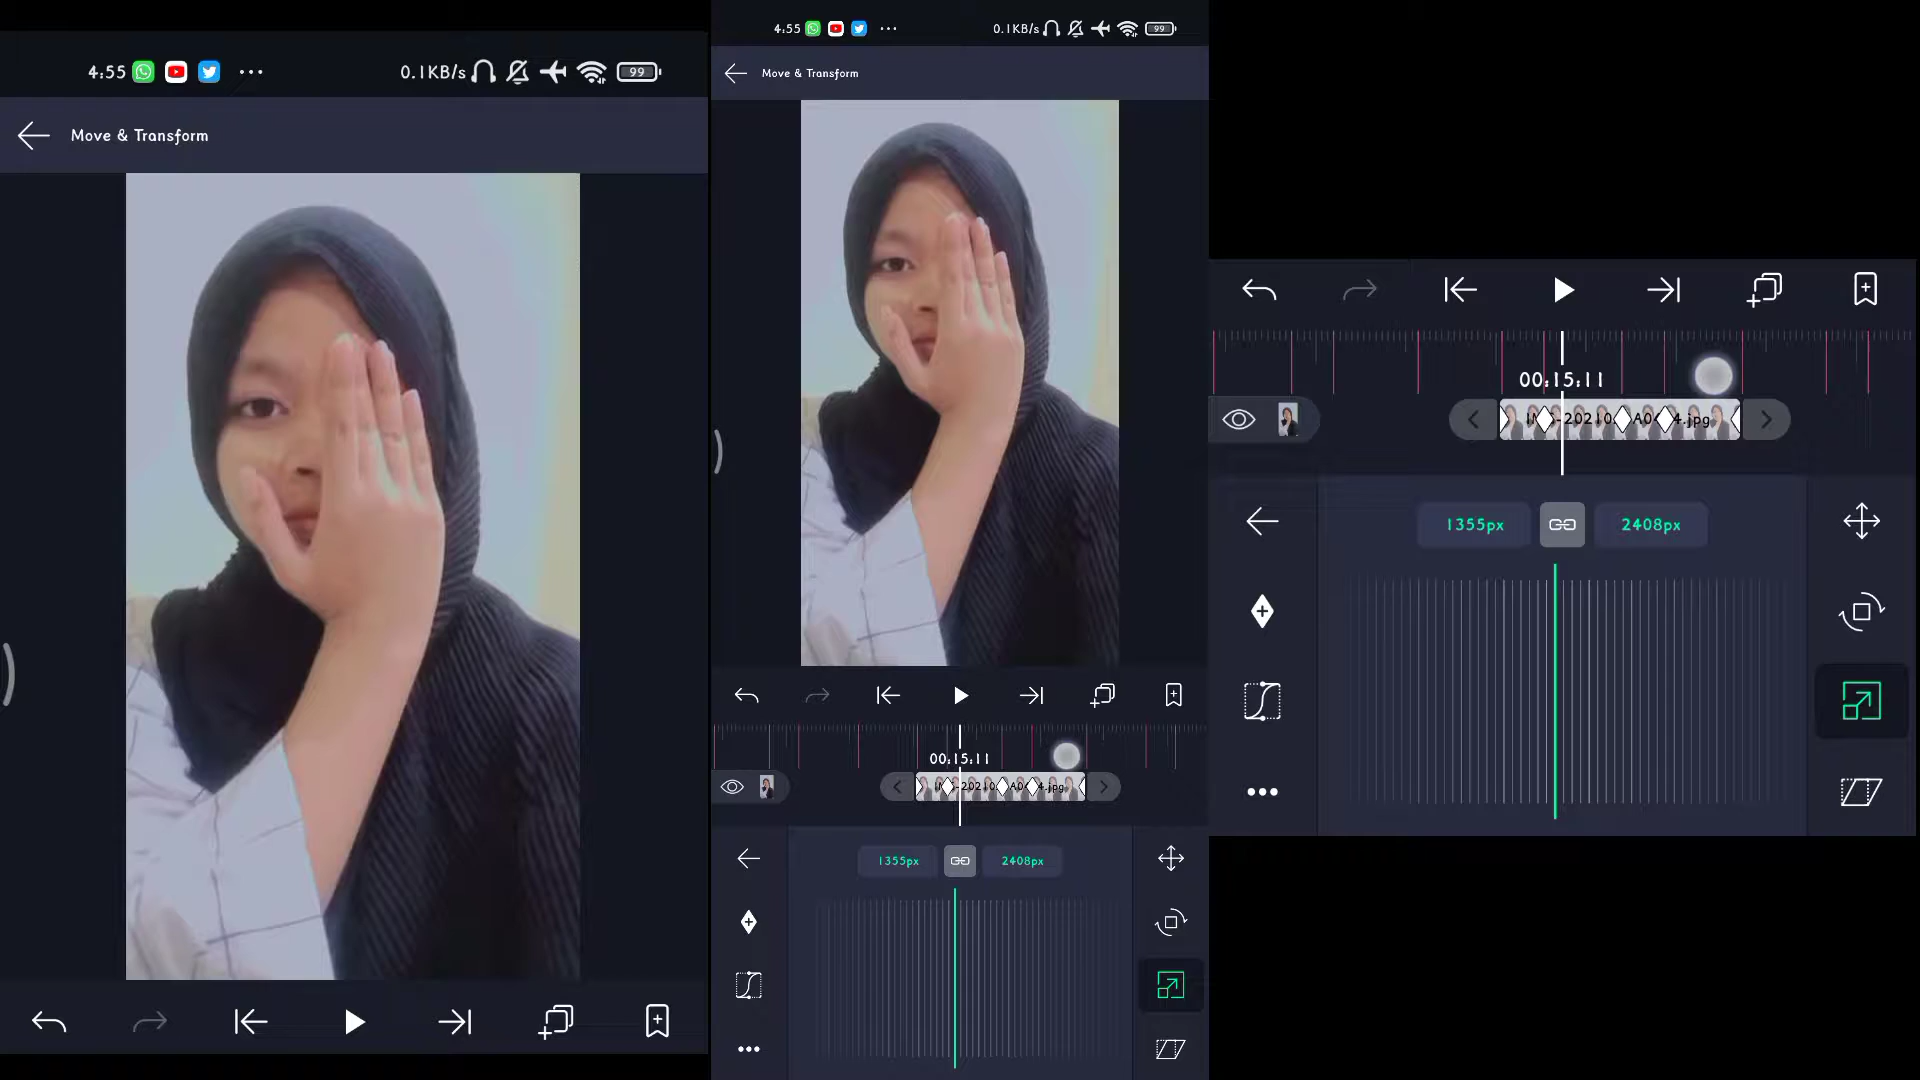 4:55 ... 0.1KB/s 99
Move & Transform
4:55 ... 0.1KB/s 99
Move & Transform
00:15:11
1355px 2408px
00:15:11
1355px 2408px